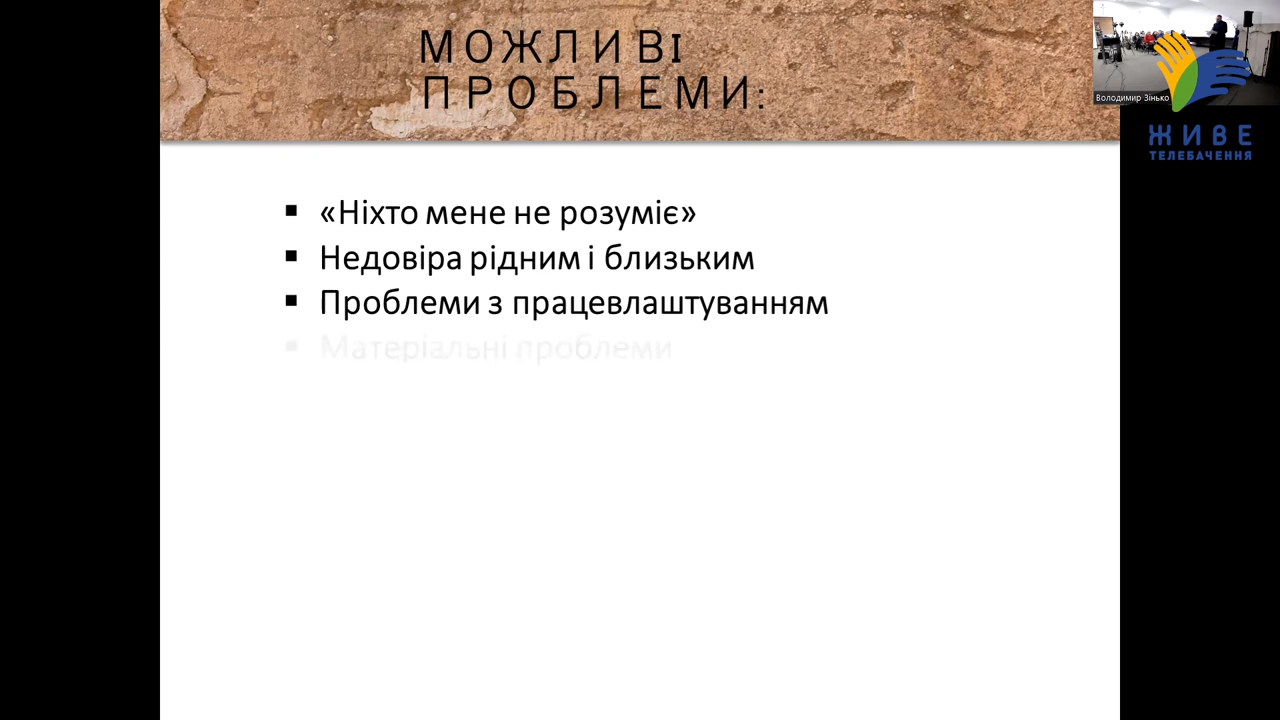 МОЖЛИВІ
ПРОБЛЕМИ:
Володимир Зінько
ЖИВЕ
ТЕЛЕБАЧЕННЯ
▪ «Ніхто мене не розуміє»
▪ Недовіра рідним і близьким
▪ Проблеми з працевлаштуванням
▪ Матеріальні проблеми